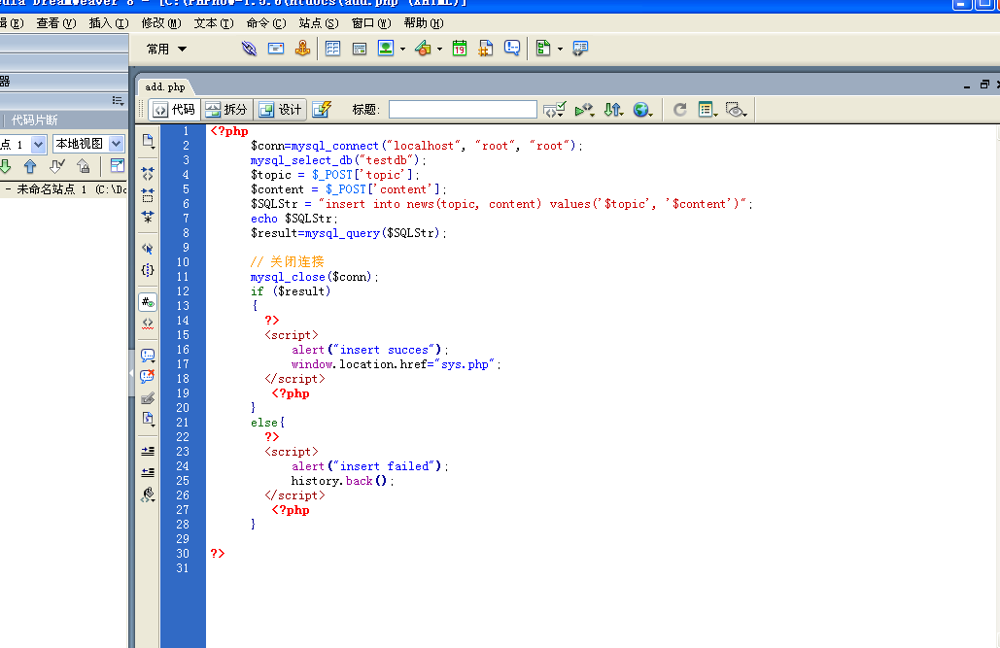 edia Dreamweaver 8 - [C:\PHPnow-1.5.6\htdocs\add.php (XHTML)]
辑(E) 查看(V) 插入(I) 修改(M) 文本(T) 命令(C) 站点(S) 窗口(W) 帮助(H)
常用
器
add.php
代码 拆分 设计 标题:
代码片断
点 1 本地视图
- 未命名站点 1 (C:\Do
1 <?php
2 $conn=mysql_connect("localhost", "root", "root");
3 mysql_select_db("testdb");
4 $topic = $_POST['topic'];
5 $content = $_POST['content'];
6 $SQLStr = "insert into news(topic, content) values('$topic', '$content')";
7 echo $SQLStr;
8 $result=mysql_query($SQLStr);
9
10 // 关闭连接
11 mysql_close($conn);
12 if ($result)
13 {
14 ?>
15 <script>
16 alert("insert succes");
17 window.location.href="sys.php";
18 </script>
19 <?php
20 }
21 else{
22 ?>
23 <script>
24 alert("insert failed");
25 history.back();
26 </script>
27 <?php
28 }
29
30 ?>
31